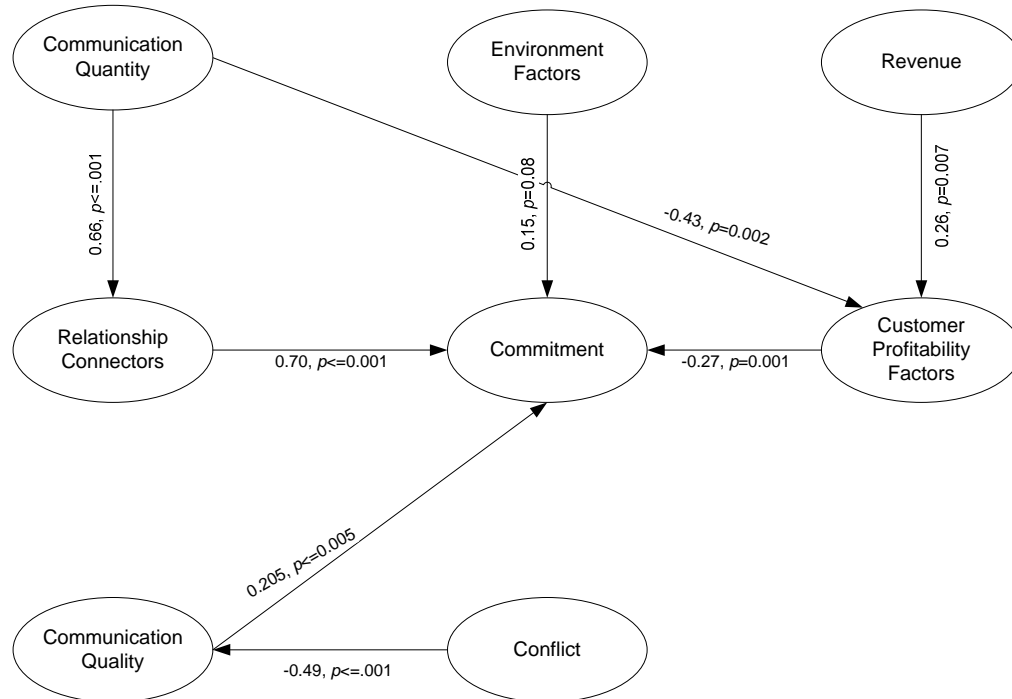 Communication
Quantity
Environment
Factors
Revenue
0.66, p<=.001
0.15, p=0.08
-0.43, p=0.002
0.26, p=0.007
Relationship
Connectors
0.70, p<=0.001
Commitment
-0.27, p=0.001
Customer
Profitability
Factors
0.205, p<=0.005
Communication
Quality
-0.49, p<=.001
Conflict